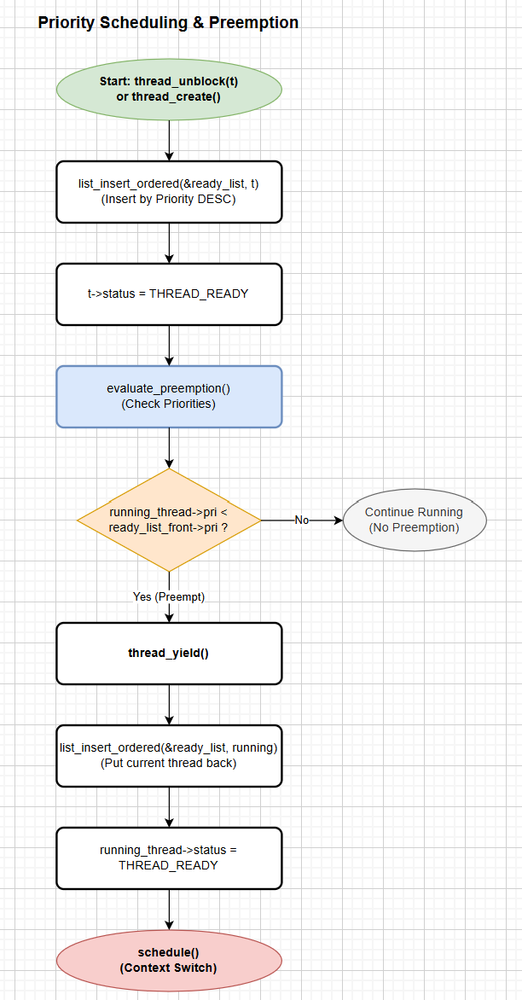 Priority Scheduling & Preemption
Start: thread_unblock(t)
or thread_create()
list_insert_ordered(&ready_list, t)
(Insert by Priority DESC)
t->status = THREAD_READY
evaluate_preemption()
(Check Priorities)
running_thread->pri <
ready_list_front->pri ?
No
Continue Running
(No Preemption)
Yes (Preempt)
thread_yield()
list_insert_ordered(&ready_list, running)
(Put current thread back)
running_thread->status =
THREAD_READY
schedule()
(Context Switch)